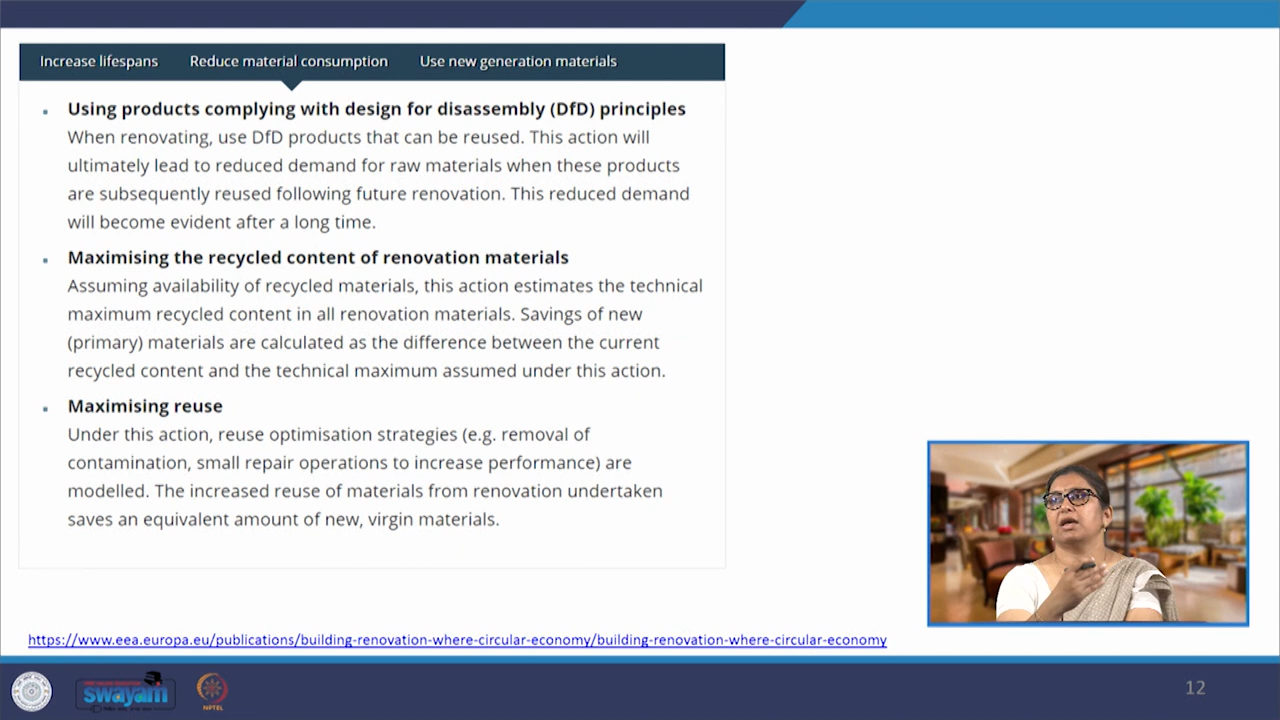 Increase lifespans Reduce material consumption Use new generation materials
Using products complying with design for disassembly (DfD) principles
When renovating, use DfD products that can be reused. This action will
ultimately lead to reduced demand for raw materials when these products
are subsequently reused following future renovation. This reduced demand
will become evident after a long time.
Maximising the recycled content of renovation materials
Assuming availability of recycled materials, this action estimates the technical
maximum recycled content in all renovation materials. Savings of new
(primary) materials are calculated as the difference between the current
recycled content and the technical maximum assumed under this action.
Maximising reuse
Under this action, reuse optimisation strategies (e.g. removal of
contamination, small repair operations to increase performance) are
modelled. The increased reuse of materials from renovation undertaken
saves an equivalent amount of new, virgin materials.
https://www.eea.europa.eu/publications/building-renovation-where-circular-economy/building-renovation-where-circular-economy
swayam
NPTEL
12